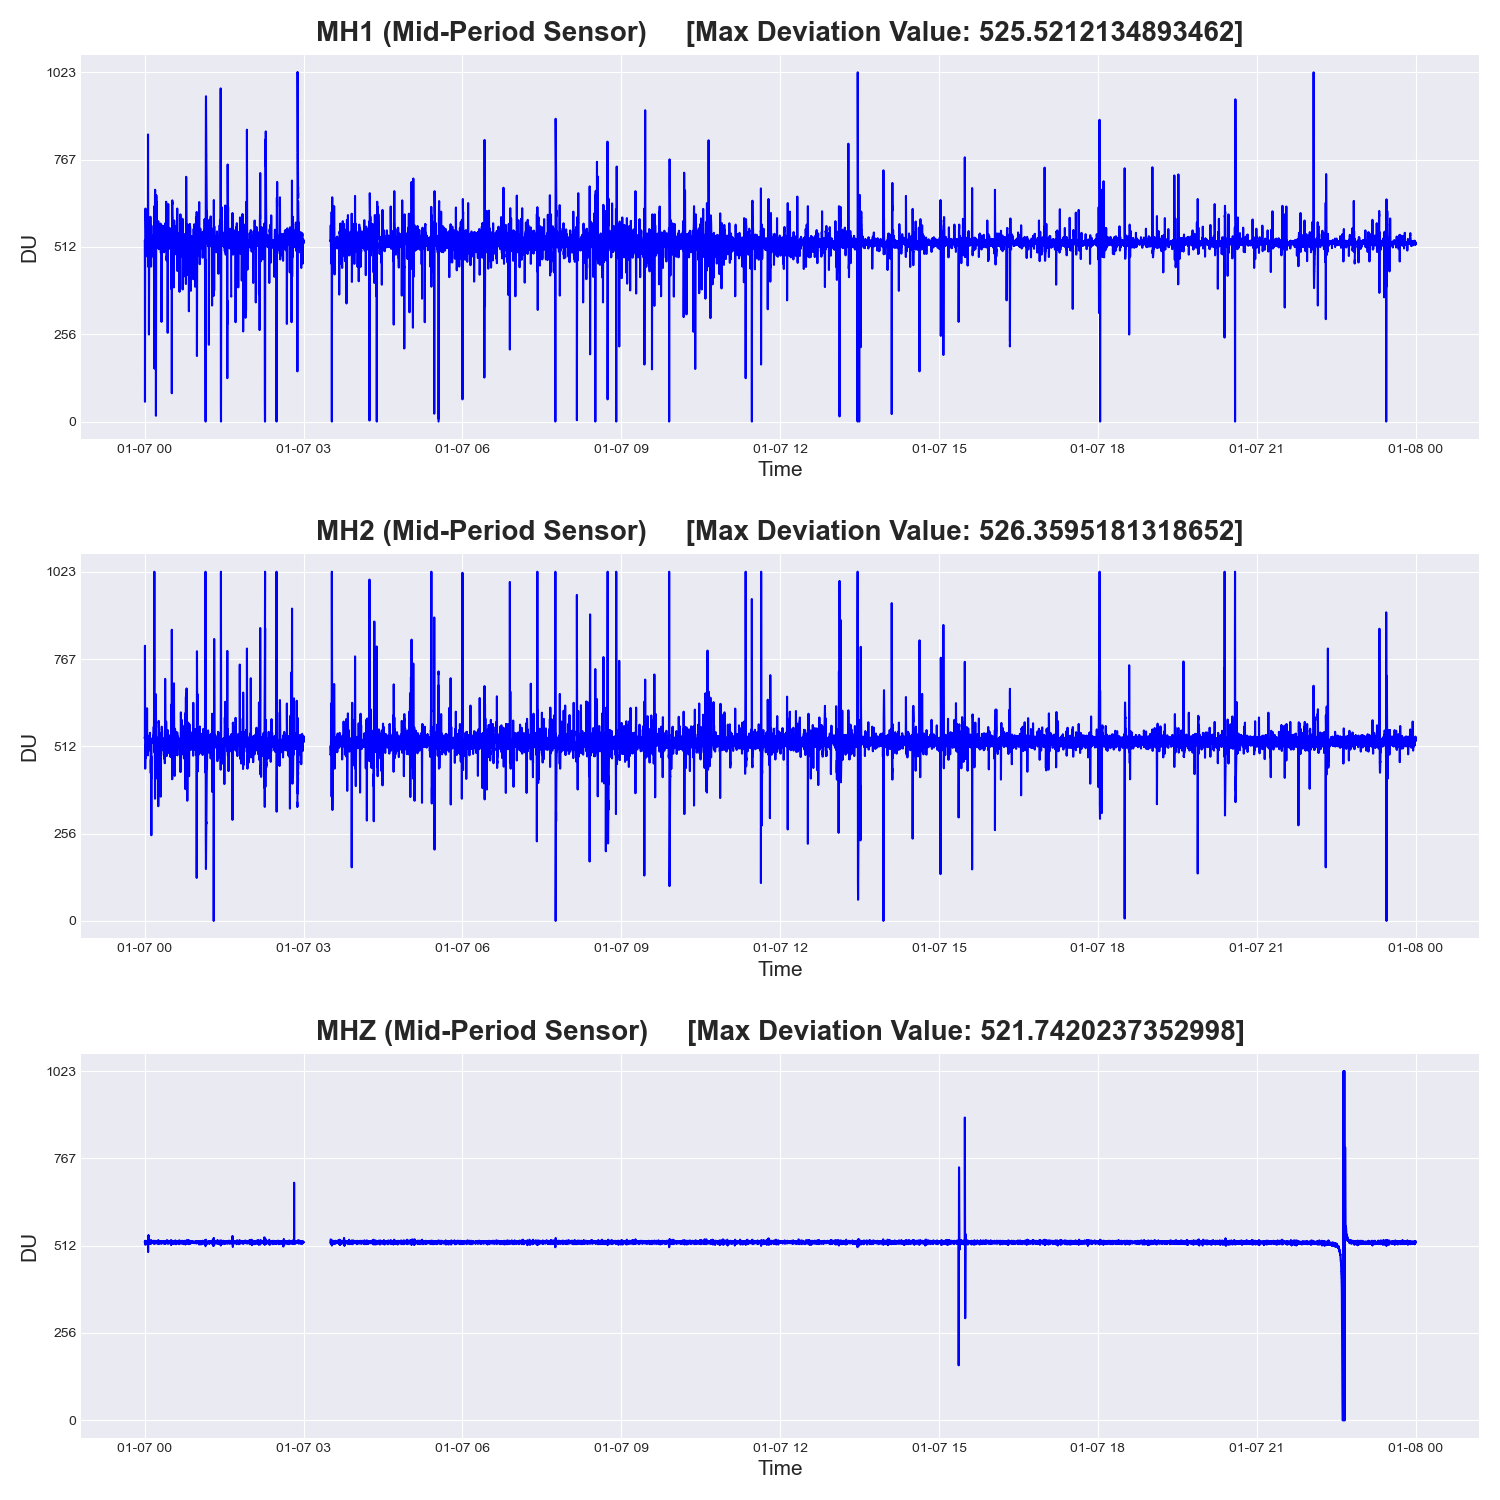 MH1 (Mid-Period Sensor) [Max Deviation Value: 525.5212134893462]
1023
767
512
256
0
DU
01-07 00 01-07 03 01-07 06 01-07 09 01-07 12 01-07 15 01-07 18 01-07 21 01-08 00
Time
MH2 (Mid-Period Sensor) [Max Deviation Value: 526.3595181318652]
1023
767
512
256
0
DU
01-07 00 01-07 03 01-07 06 01-07 09 01-07 12 01-07 15 01-07 18 01-07 21 01-08 00
Time
MHZ (Mid-Period Sensor) [Max Deviation Value: 521.7420237352998]
1023
767
512
256
0
DU
01-07 00 01-07 03 01-07 06 01-07 09 01-07 12 01-07 15 01-07 18 01-07 21 01-08 00
Time